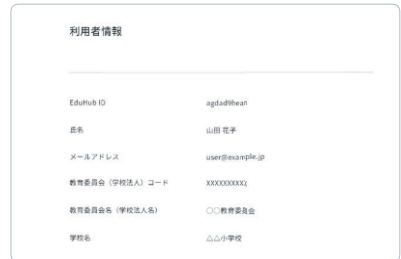 利用者情報
EduHub ID agdad9hean
氏名 山田 花子
メールアドレス user@example.jp
教育委員会（学校法人）コード
教育委員会名（学校法人名） 〇〇教育委員会
学校名 △△小学校